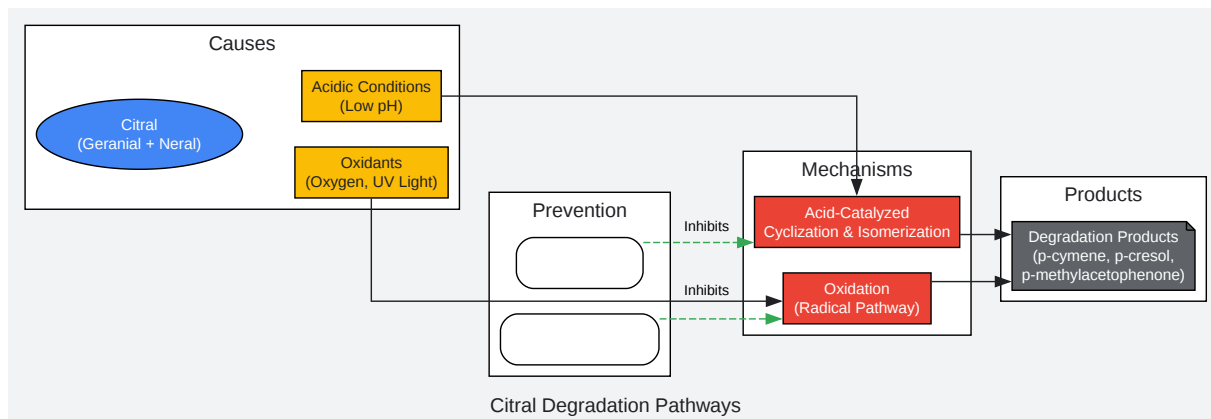 Causes
Citral
(Geranial + Neral)
Acidic Conditions
(Low pH)
Oxidants
(Oxygen, UV Light)
Prevention
Inhibits
Inhibits
Mechanisms
Acid-Catalyzed
Cyclization & Isomerization
Oxidation
(Radical Pathway)
Products
Degradation Products
(p-cymene, p-cresol,
p-methylacetophenone)
Citral Degradation Pathways